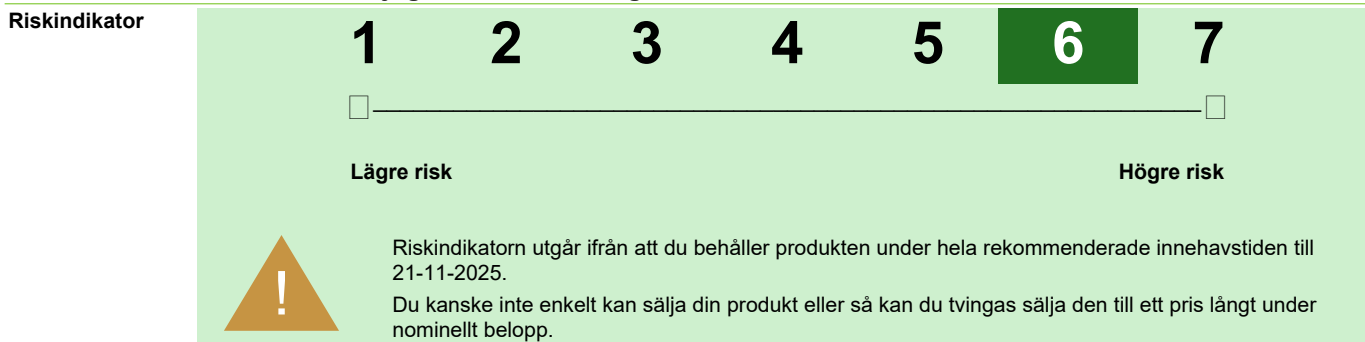 Riskindikator
1 2 3 4 5 6 7
Lägre risk Högre risk
!
Riskindikatorn utgår ifrån att du behåller produkten under hela rekommenderade innehavstiden till
21-11-2025.
Du kanske inte enkelt kan sälja din produkt eller så kan du tvingas sälja den till ett pris långt under
nominellt belopp.